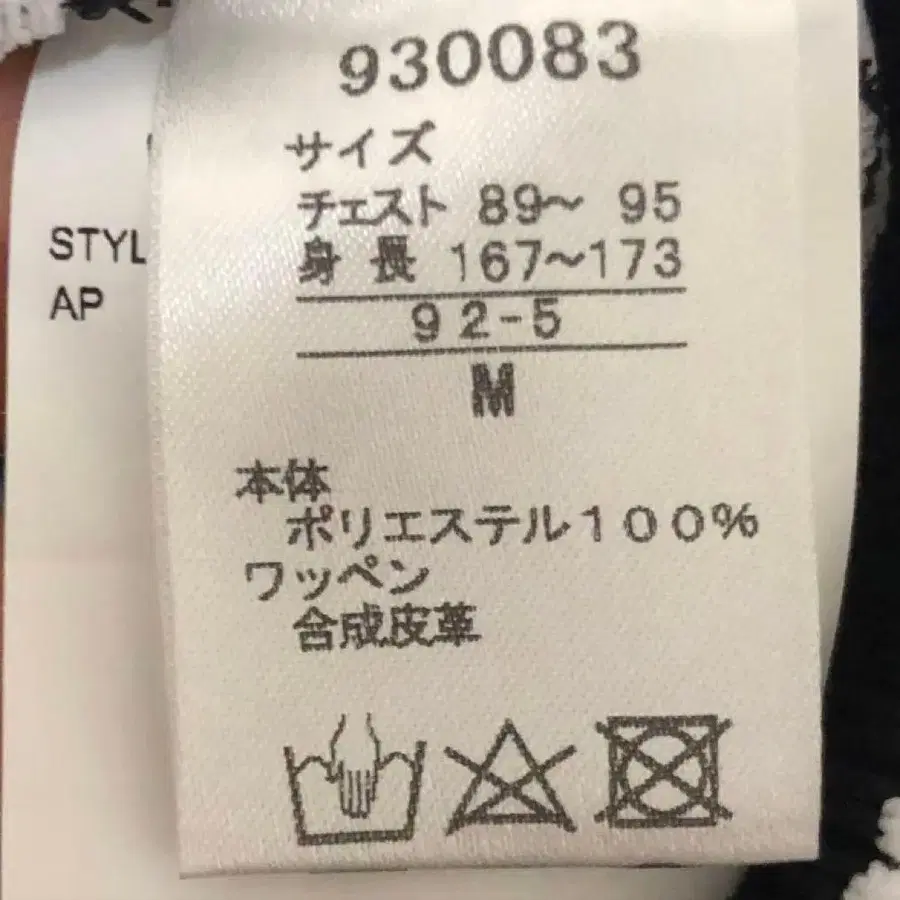 930083
サイズ
チェスト 89～ 95
身 長 167～173
92-5
M
本体
ポリエステル100%
ワッペン
合成皮革
STYL
AP